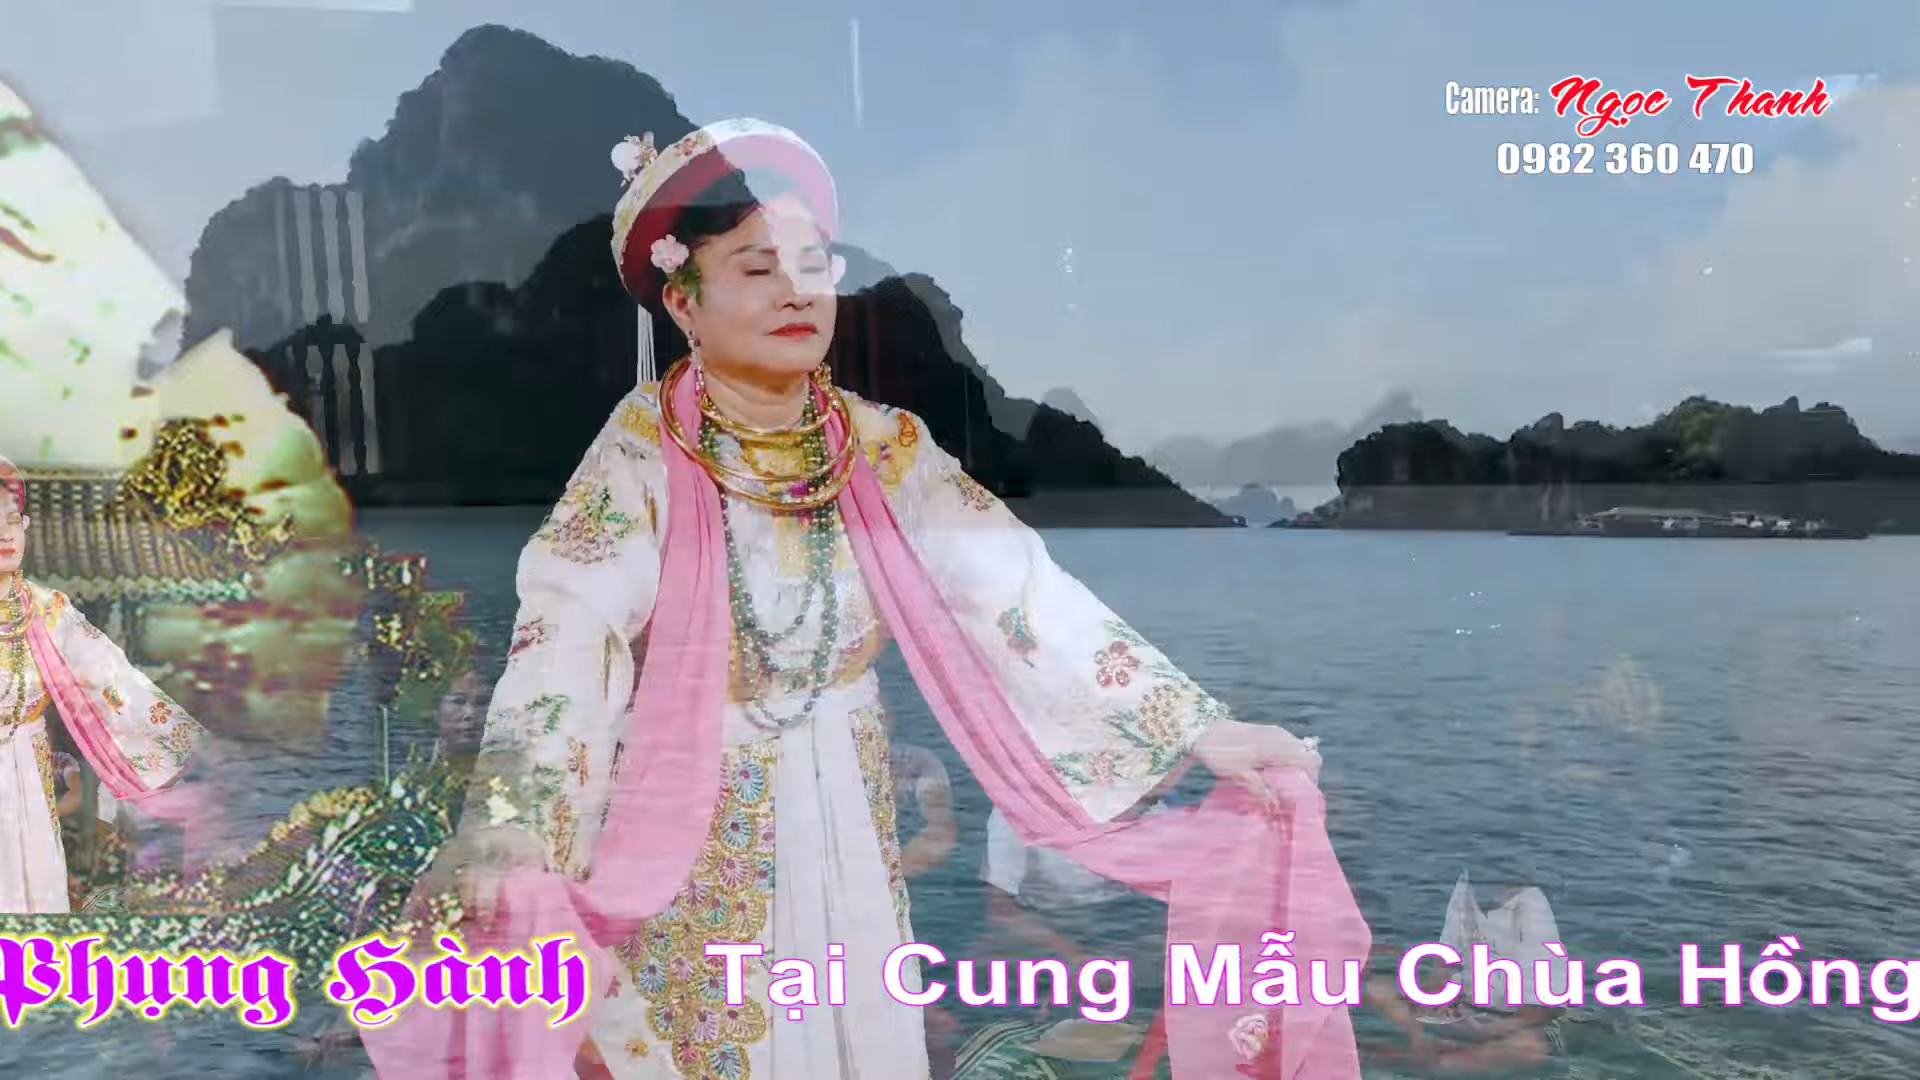 Camera: Ngọc Thanh
0982 360 470
Phụng Hành Tại Cung Mẫu Chùa Hồng